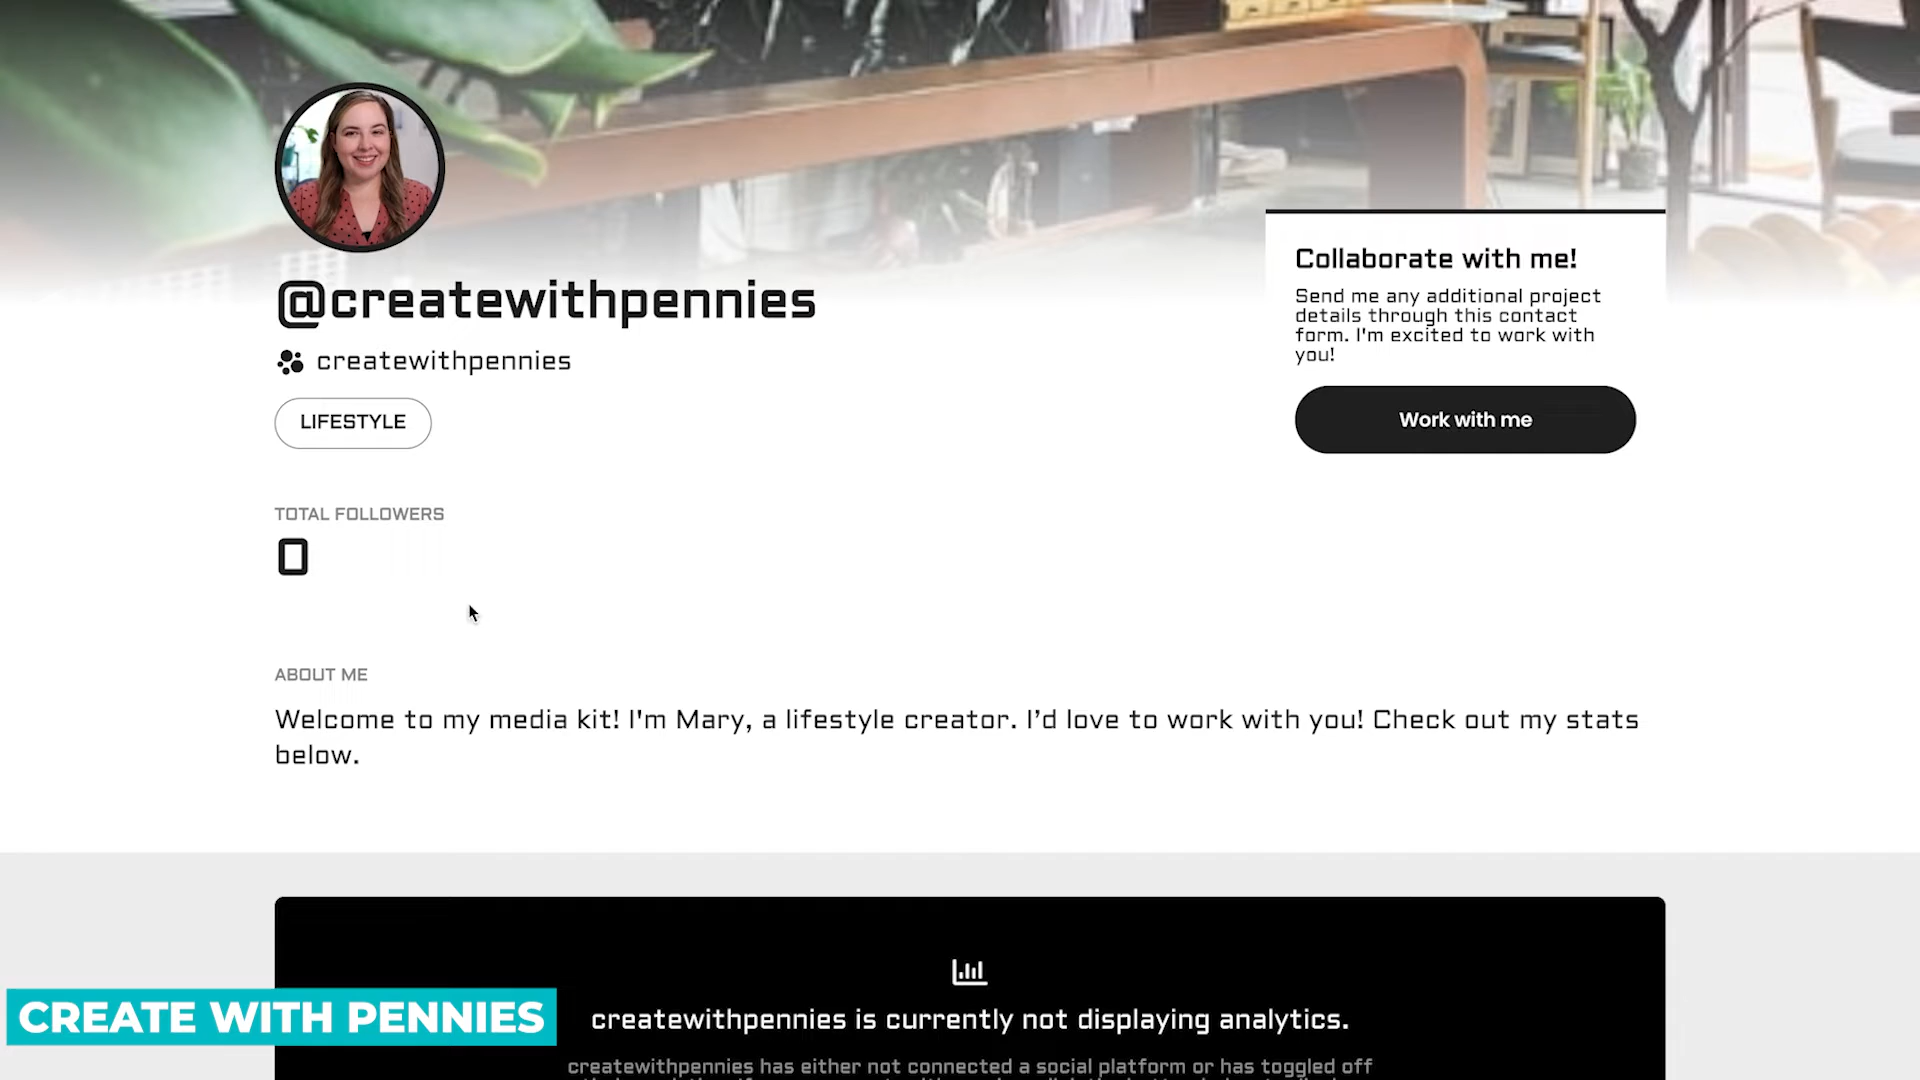 @createwithpennies
createwithpennies
LIFESTYLE
Collaborate with me!
Send me any additional project
details through this contact
form. I'm excited to work with
you!
Work with me
TOTAL FOLLOWERS
0
ABOUT ME
Welcome to my media kit! I'm Mary, a lifestyle creator. I'd love to work with you! Check out my stats
below.
createwithpennies is currently not displaying analytics.
createwithpennies has either not connected a social platform or has toggled off
CREATE WITH PENNIES